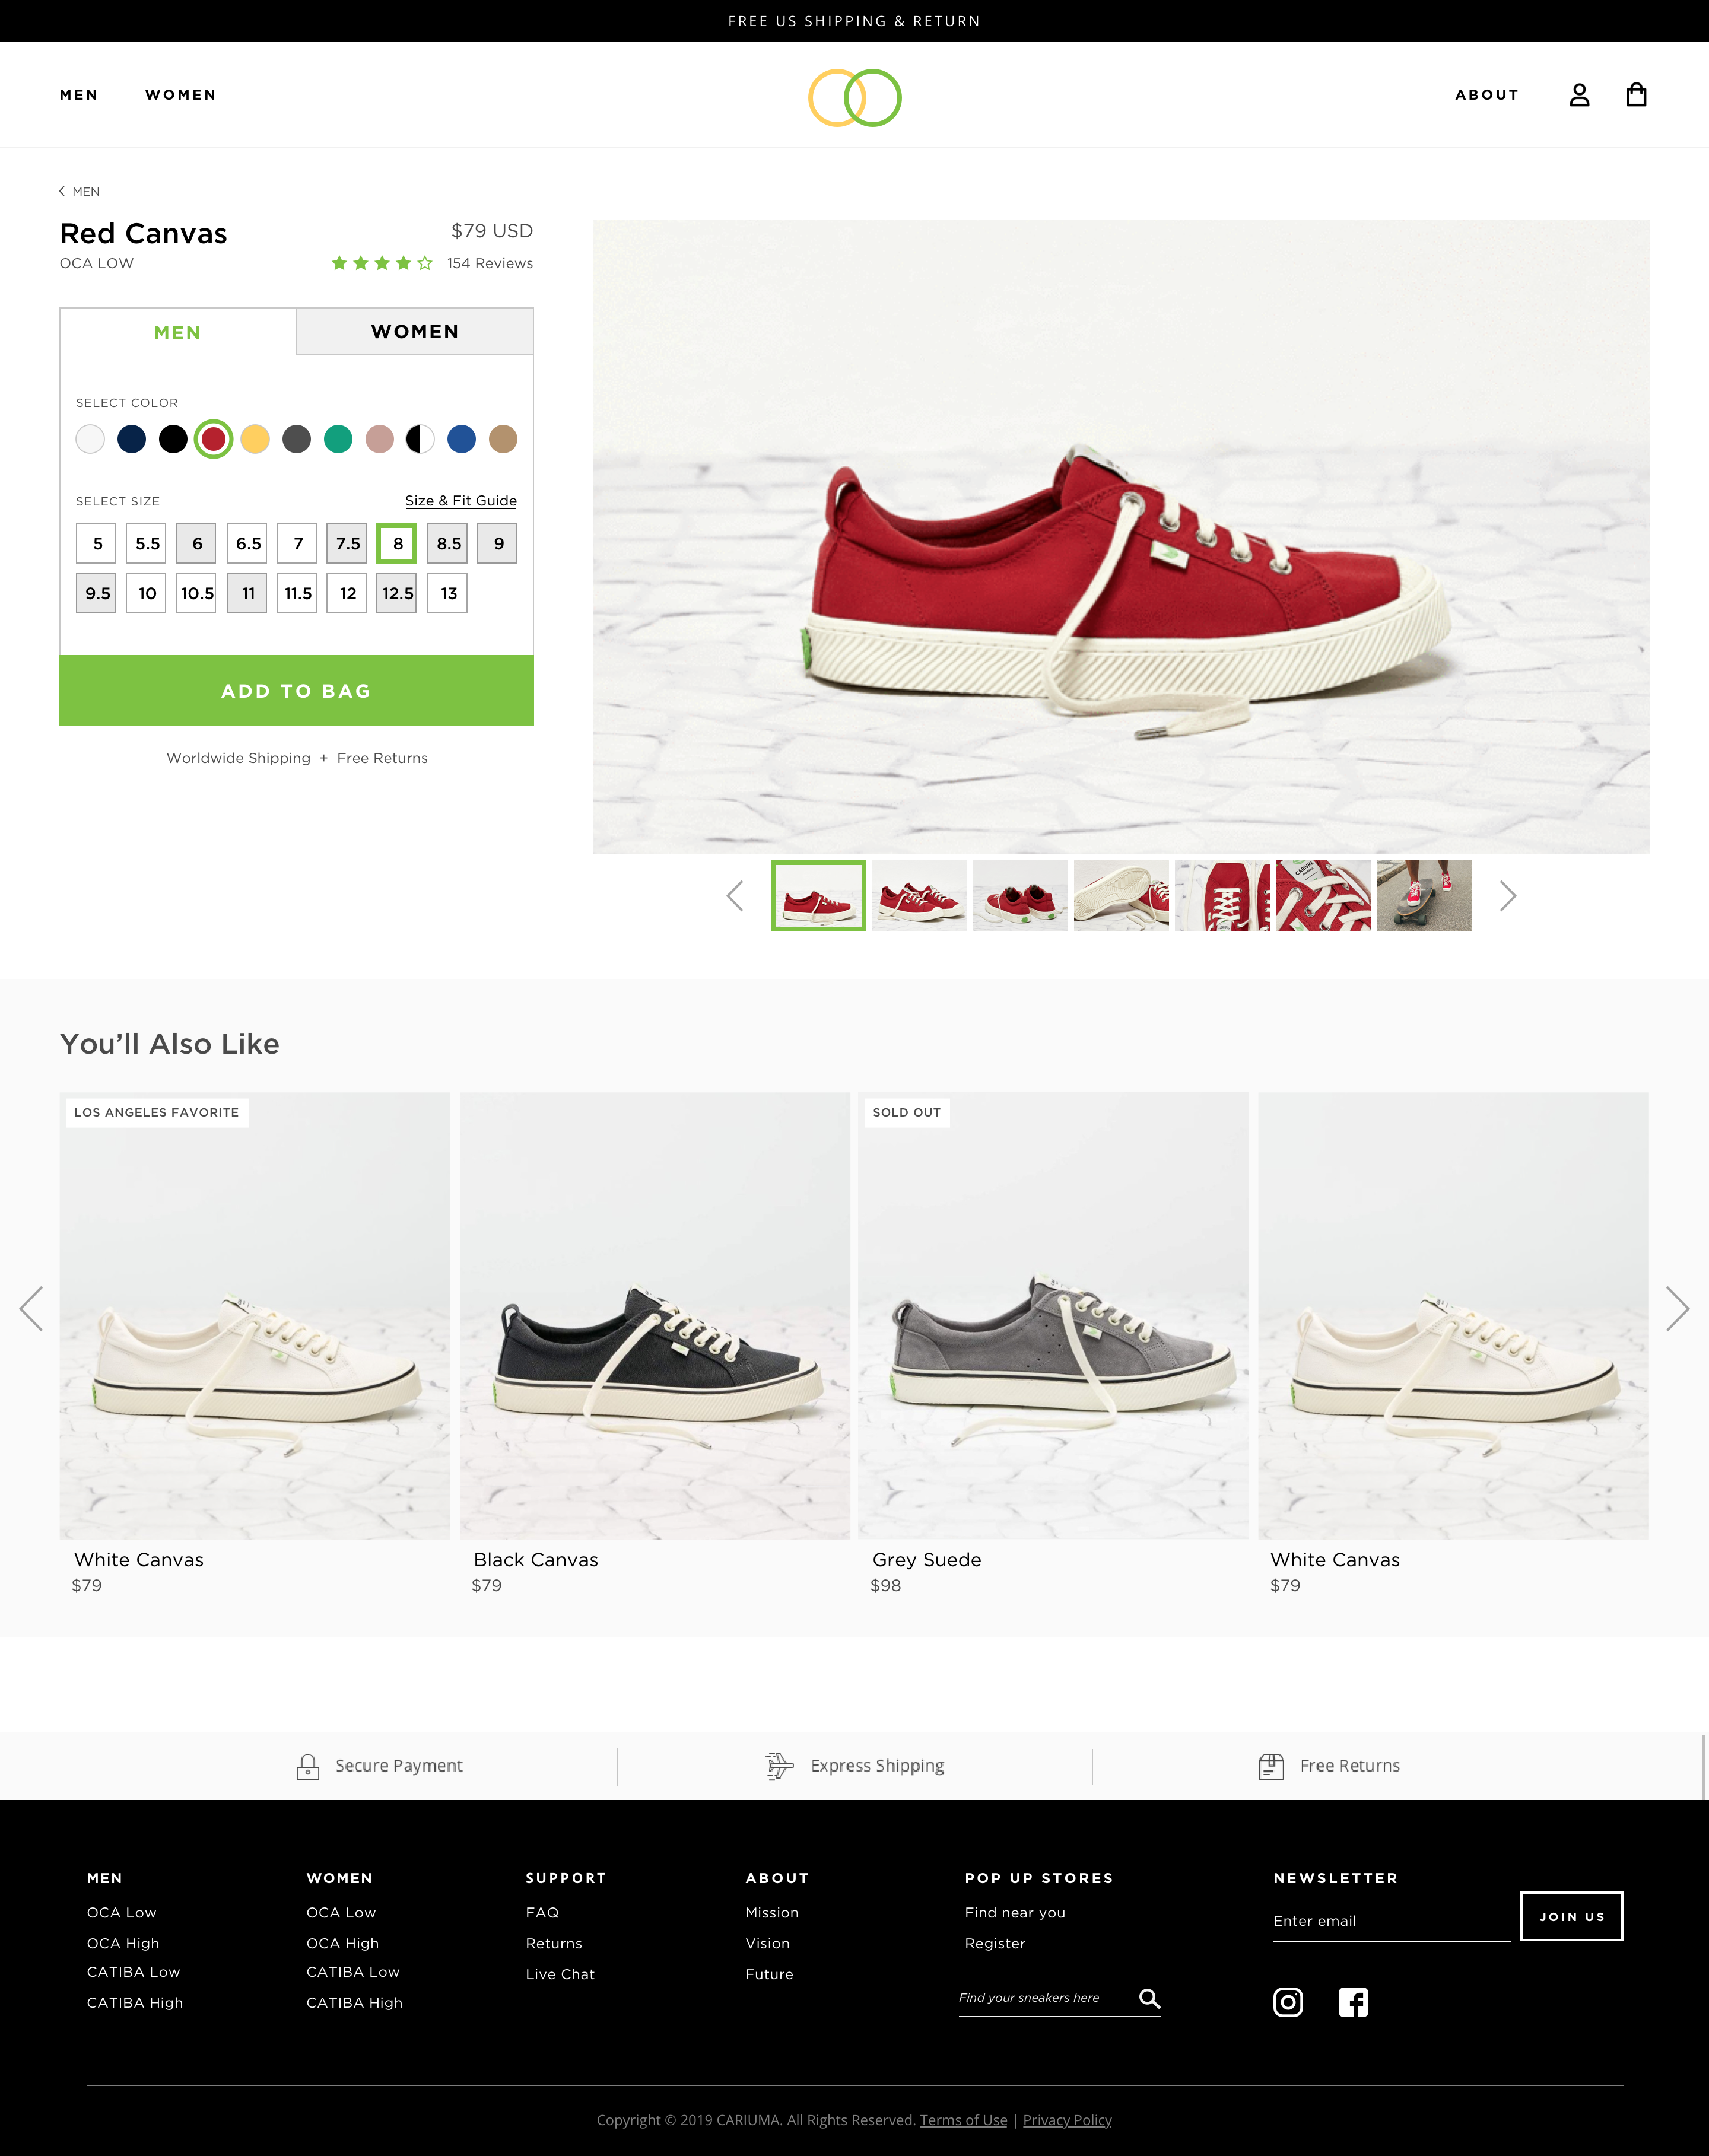 FREE US SHIPPING & RETURN
MEN WOMEN ABOUT
MEN
Red Canvas $79 USD
OCA LOW 154 Reviews
MEN WOMEN
SELECT COLOR
SELECT SIZE Size & Fit Guide
5 5.5 6 6.5 7 7.5 8 8.5 9
9.5 10 10.5 11 11.5 12 12.5 13
ADD TO BAG
Worldwide Shipping + Free Returns
CARIUMA
You’ll Also Like
LOS ANGELES FAVORITE SOLD OUT
White Canvas Black Canvas Grey Suede White Canvas
$79 $79 $98 $79
Secure Payment Express Shipping Free Returns
MEN WOMEN SUPPORT ABOUT POP UP STORES NEWSLETTER
OCA Low OCA Low FAQ Mission Find near you Enter email JOIN US
OCA High OCA High Returns Vision Register
CATIBA Low CATIBA Low Live Chat Future
CATIBA High CATIBA High Find your sneakers here
Copyright © 2019 CARIUMA. All Rights Reserved. Terms of Use | Privacy Policy